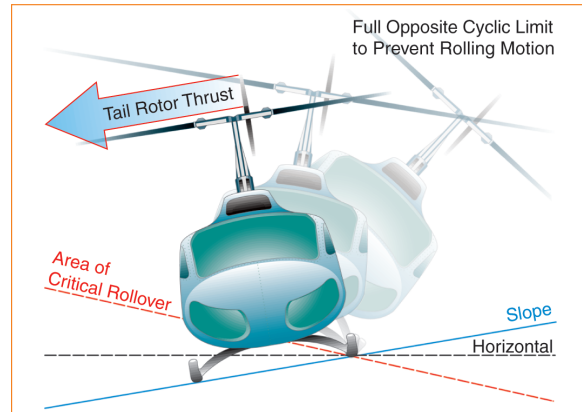 Full Opposite Cyclic Limit
to Prevent Rolling Motion
Tail Rotor Thrust
Area of
Critical Rollover
Slope
Horizontal